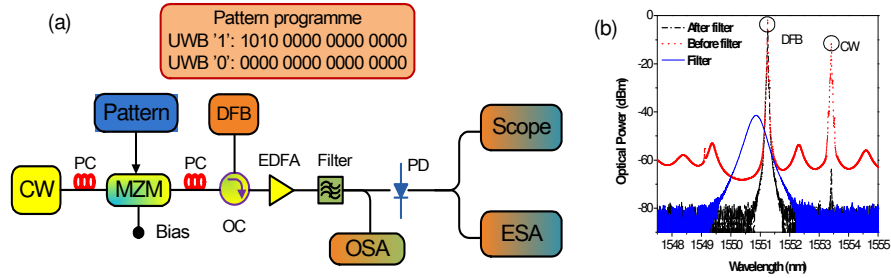 (a)
Pattern programme
UWB '1': 1010 0000 0000 0000
UWB '0': 0000 0000 0000 0000
Pattern
DFB
Scope
PC
PC
EDFA
Filter
PD
CW
MZM
Bias
OC
OSA
ESA
(b)
After filter
Before filter
Filter
DFB
CW
Optical Power (dBm)
0
-20
-40
-60
-80
1548 1549 1550 1551 1552 1553 1554 1555
Wavelength (nm)